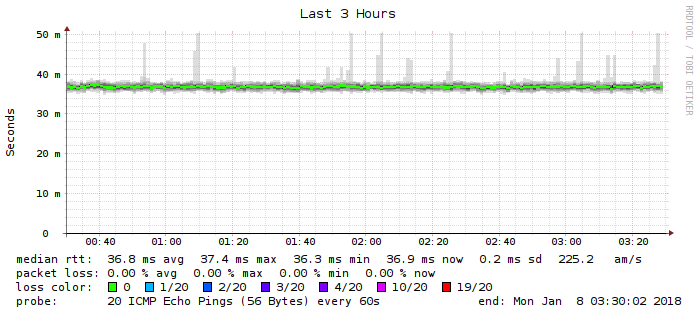 Last 3 Hours
RRDTOOL / TOBI OETIKER
Seconds
50 m
40 m
30 m
20 m
10 m
0
00:40 01:00 01:20 01:40 02:00 02:20 02:40 03:00 03:20
median rtt: 36.8 ms avg 37.4 ms max 36.3 ms min 36.9 ms now 0.2 ms sd 225.2 am/s
packet loss: 0.00 % avg 0.00 % max 0.00 % min 0.00 % now
loss color: 0 1/20 2/20 3/20 4/20 10/20 19/20
probe: 20 ICMP Echo Pings (56 Bytes) every 60s end: Mon Jan 8 03:30:02 2018